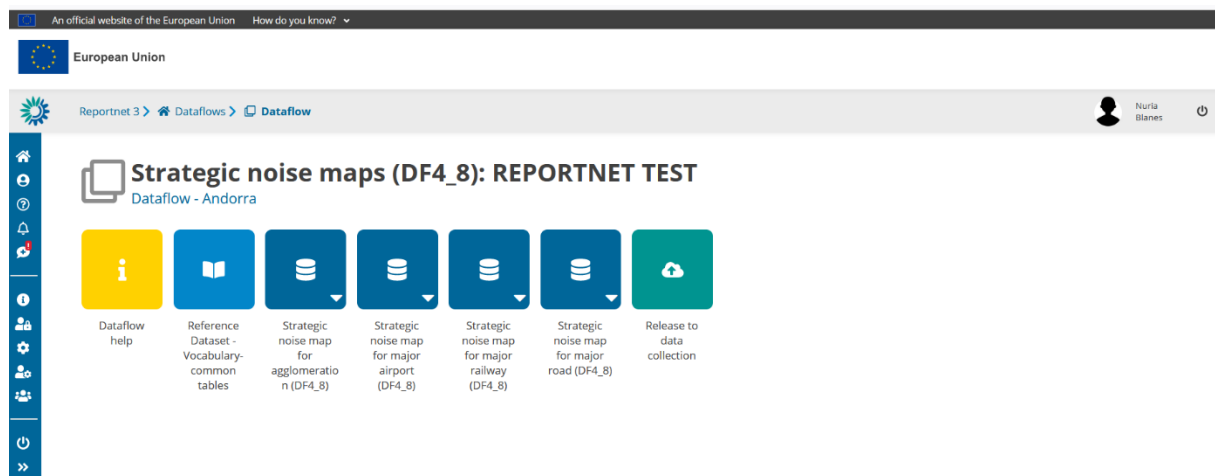 An official website of the European Union How do you know?
European Union
Reportnet 3 Dataflows Dataflow
Nuria
Blanes
Strategic noise maps (DF4_8): REPORTNET TEST
Dataflow - Andorra
Dataflow
help
Reference
Dataset -
Vocabulary-
common
tables
Strategic
noise map
for
agglomeratio
n (DF4_8)
Strategic
noise map
for major
airport
(DF4_8)
Strategic
noise map
for major
railway
(DF4_8)
Strategic
noise map
for major
road (DF4_8)
Release to
data
collection